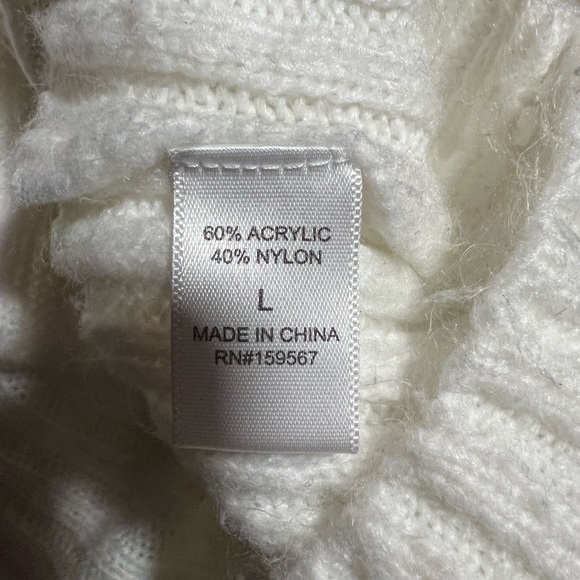 60% ACRYLIC
40% NYLON
L
MADE IN CHINA
RN#159567